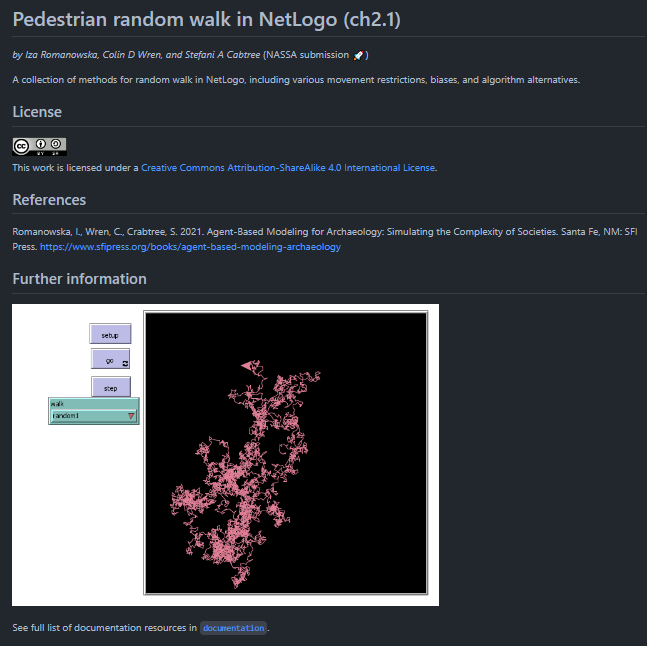 Pedestrian random walk in NetLogo (ch2.1)
by Iza Romanowska, Colin D Wren, and Stefani A Cabtree (NASSA submission 🚀)
A collection of methods for random walk in NetLogo, including various movement restrictions, biases, and algorithm alternatives.
License
cc BY SA
This work is licensed under a Creative Commons Attribution-ShareAlike 4.0 International License.
References
Romanowska, I., Wren, C., Crabtree, S. 2021. Agent-Based Modeling for Archaeology: Simulating the Complexity of Societies. Santa Fe, NM: SFI
Press. https://www.sfipress.org/books/agent-based-modeling-archaeology
Further information
setup
go
step
walk
random1
See full list of documentation resources in documentation.